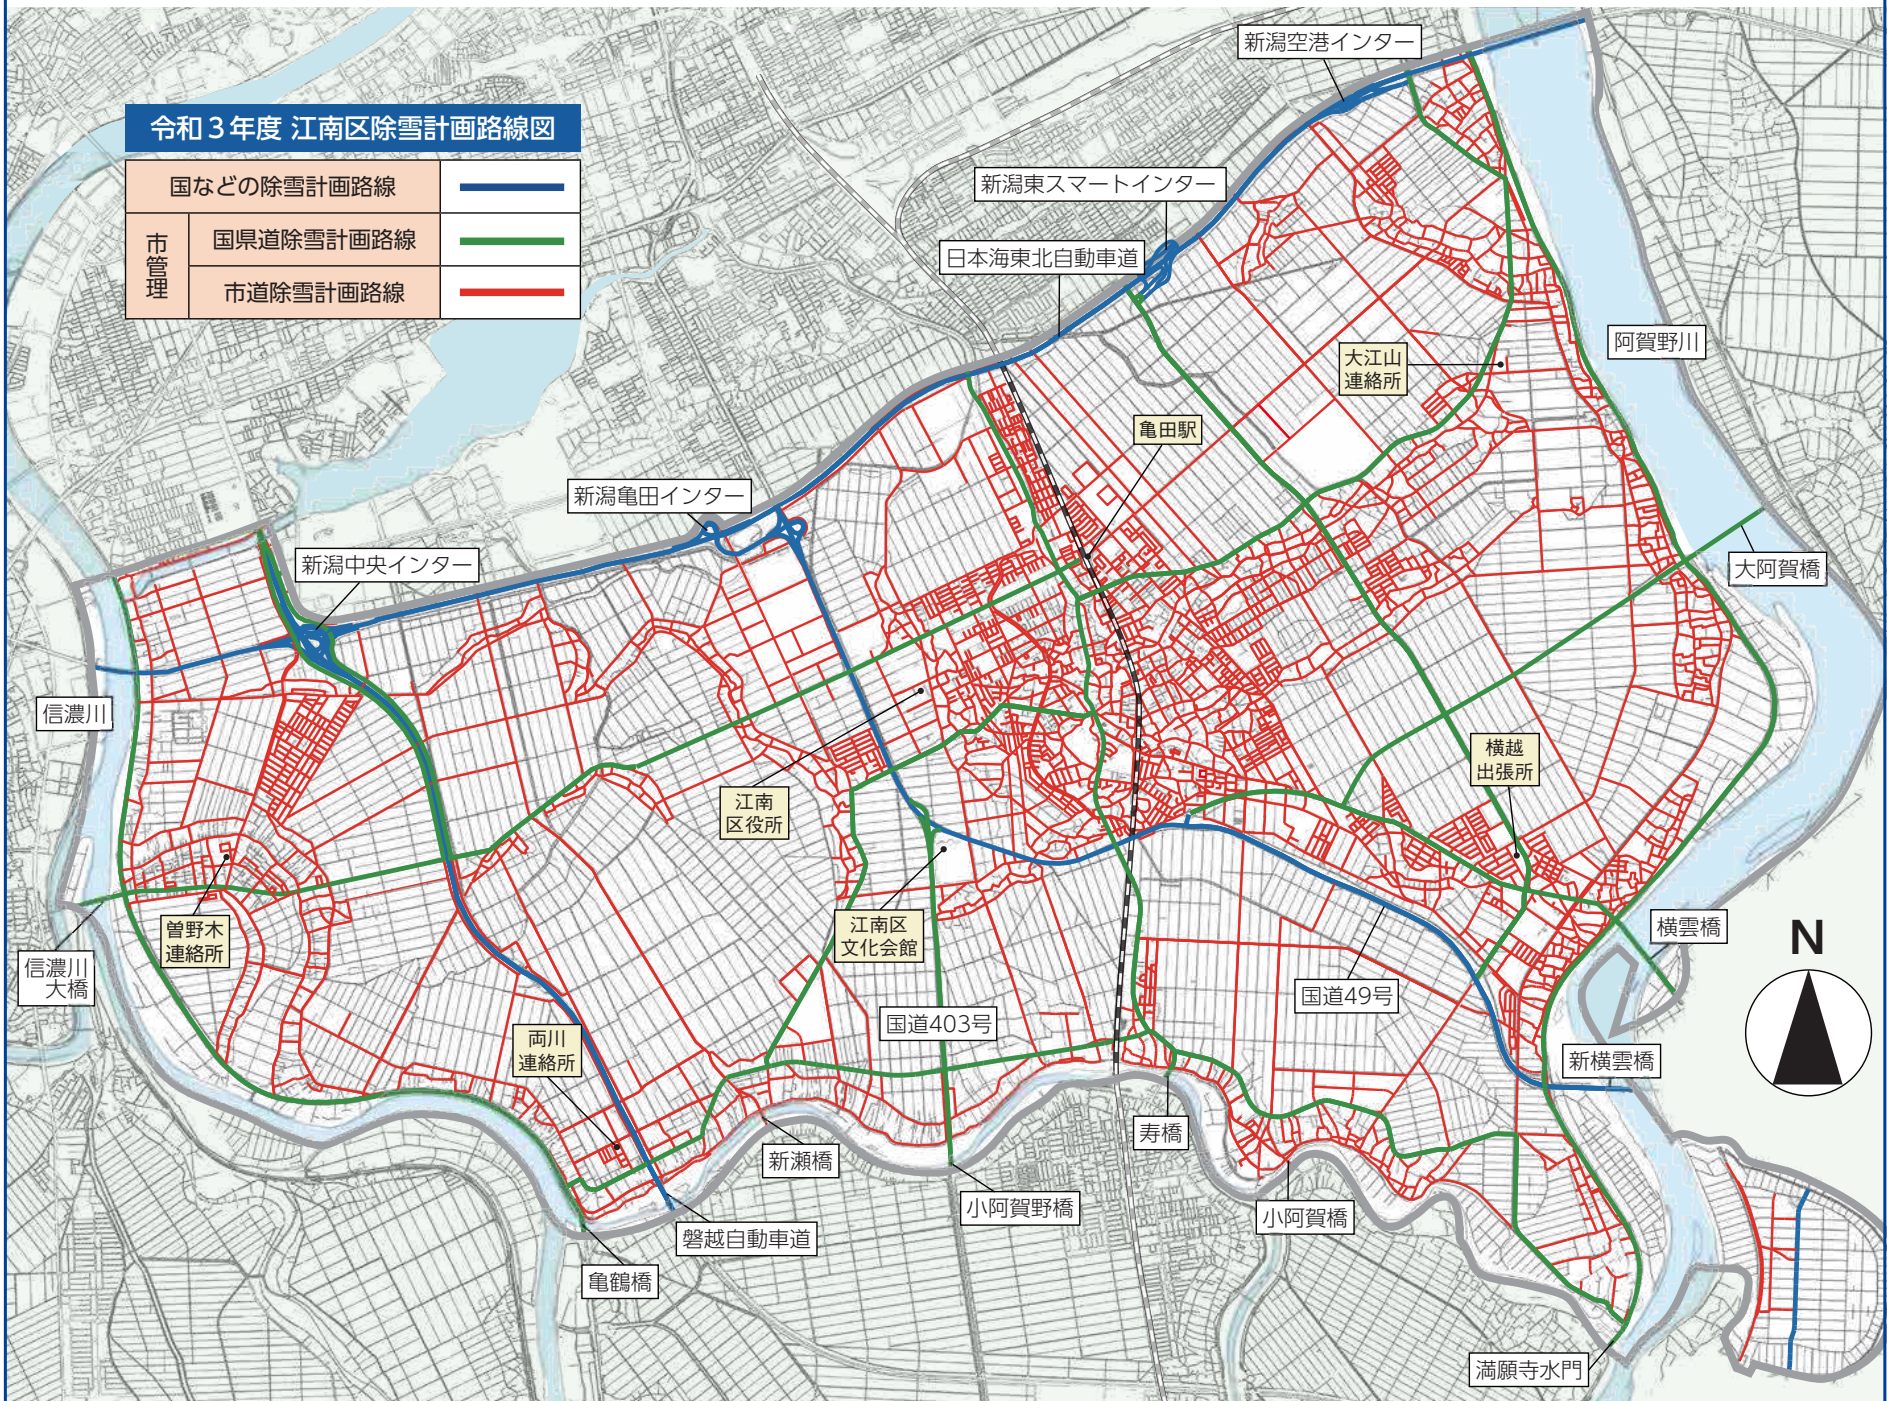 令和3年度 江南区除雪計画路線図
国などの除雪計画路線
市管理
国県道除雪計画路線
市道除雪計画路線
新潟空港インター
新潟東スマートインター
日本海東北自動車道
阿賀野川
大江山
連絡所
亀田駅
新潟亀田インター
新潟中央インター
大阿賀橋
信濃川
横越
出張所
江南
区役所
曽野木
連絡所
江南区
文化会館
横雲橋
N
信濃川
大橋
国道49号
国道403号
両川
連絡所
新横雲橋
寿橋
新瀬橋
小阿賀野橋
小阿賀橋
磐越自動車道
亀鶴橋
満願寺水門